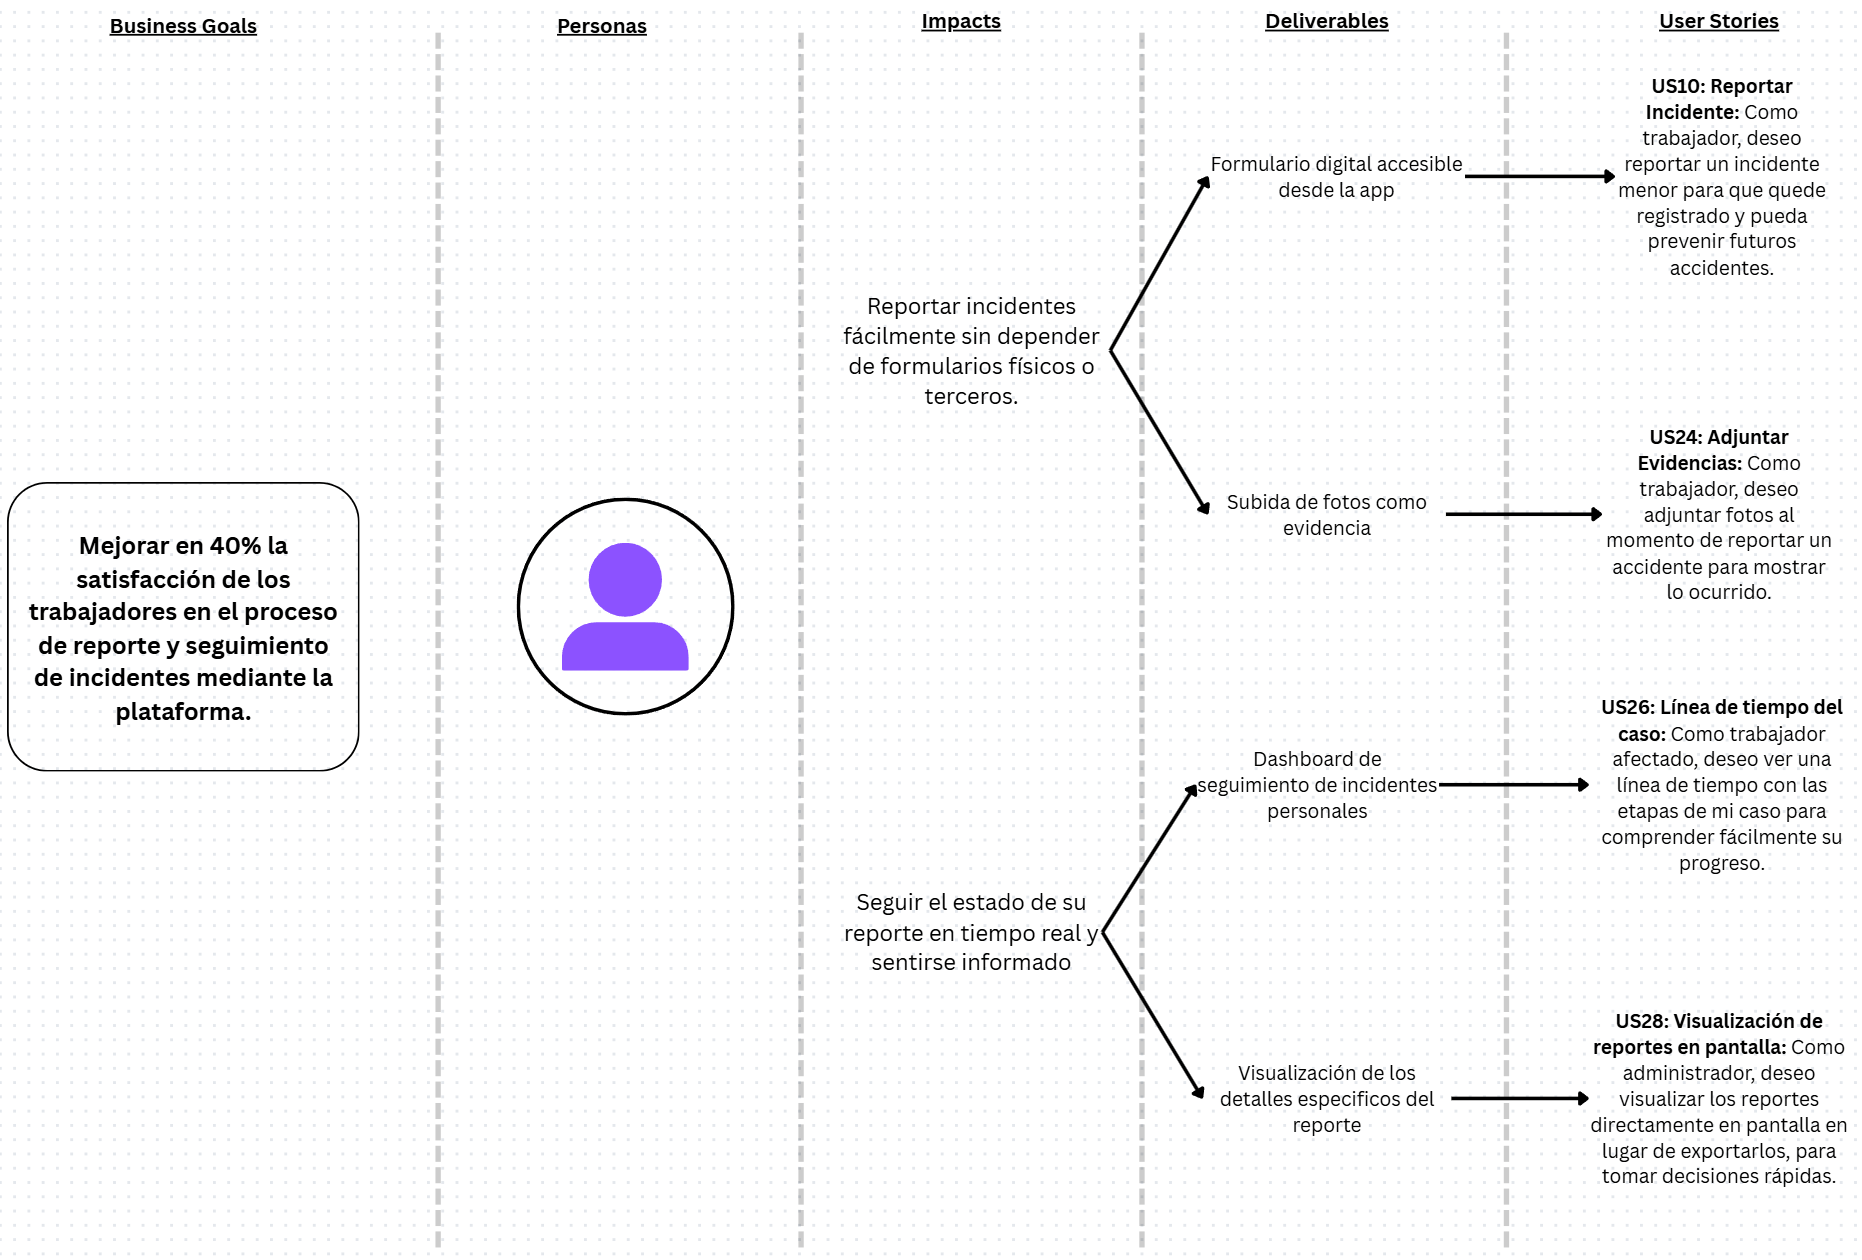 Business Goals
Personas
Impacts
Deliverables
User Stories
Mejorar en 40% la
satisfacción de los
trabajadores en el proceso
de reporte y seguimiento
de incidentes mediante la
plataforma.
Reportar incidentes
fácilmente sin depender
de formularios físicos o
terceros.
Formulario digital accesible
desde la app
US10: Reportar
Incidente: Como
trabajador, deseo
reportar un incidente
menor para que quede
registrado y pueda
prevenir futuros
accidentes.
Subida de fotos como
evidencia
US24: Adjuntar
Evidencias: Como
trabajador, deseo
adjuntar fotos al
momento de reportar un
accidente para mostrar
lo ocurrido.
Seguir el estado de su
reporte en tiempo real y
sentirse informado
Dashboard de
seguimiento de incidentes
personales
US26: Línea de tiempo del
caso: Como trabajador
afectado, deseo ver una
línea de tiempo con las
etapas de mi caso para
comprender fácilmente su
progreso.
Visualización de los
detalles especificos del
reporte
US28: Visualización de
reportes en pantalla: Como
administrador, deseo
visualizar los reportes
directamente en pantalla en
lugar de exportarlos, para
tomar decisiones rápidas.